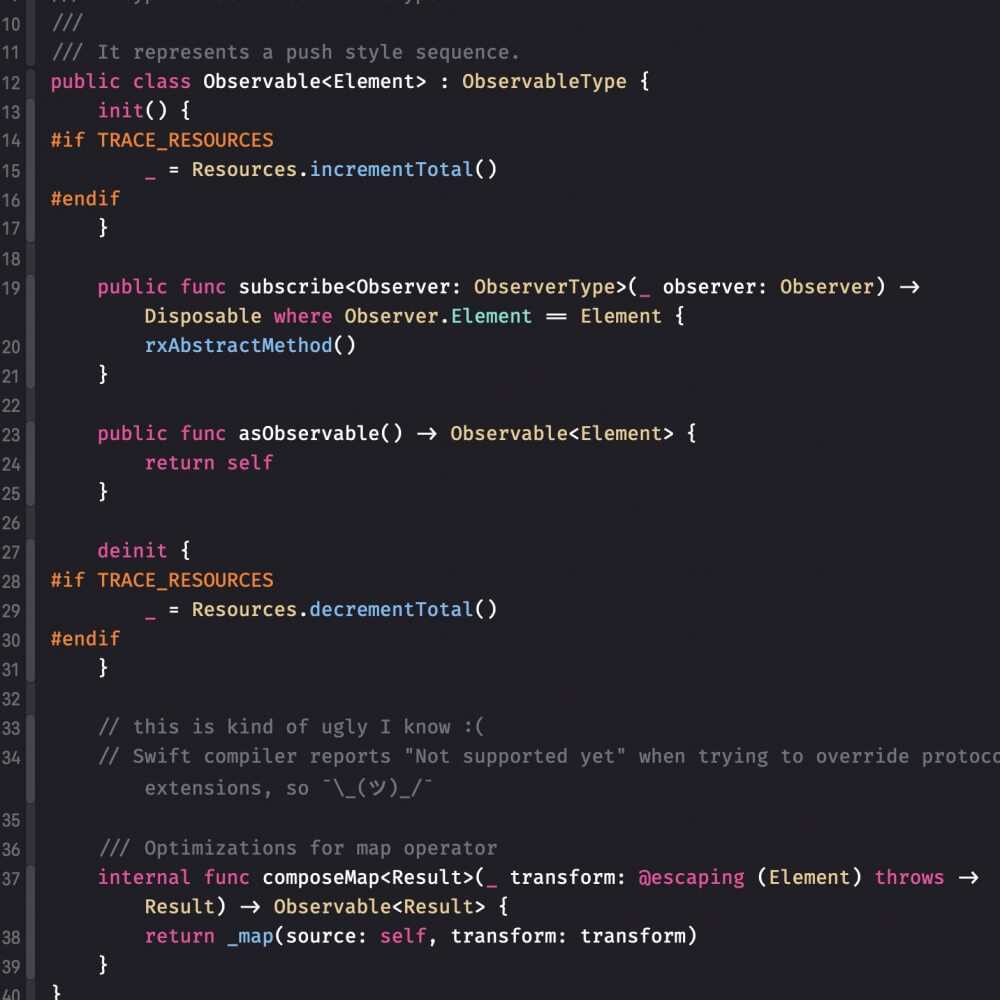 10 ///
11 /// It represents a push style sequence.
12 public class Observable<Element> : ObservableType {
13     init() {
14 #if TRACE_RESOURCES
15         _ = Resources.incrementTotal()
16 #endif
17     }
18
19     public func subscribe<Observer: ObserverType>(_ observer: Observer) ->
        Disposable where Observer.Element == Element {
20         rxAbstractMethod()
21     }
22
23     public func asObservable() -> Observable<Element> {
24         return self
25     }
26
27     deinit {
28 #if TRACE_RESOURCES
29         _ = Resources.decrementTotal()
30 #endif
31     }
32
33     // this is kind of ugly I know :(
34     // Swift compiler reports "Not supported yet" when trying to override protoco
        extensions, so ¯\_(ツ)_/¯
35
36     /// Optimizations for map operator
37     internal func composeMap<Result>(_ transform: @escaping (Element) throws ->
        Result) -> Observable<Result> {
38         return _map(source: self, transform: transform)
39     }
40 }